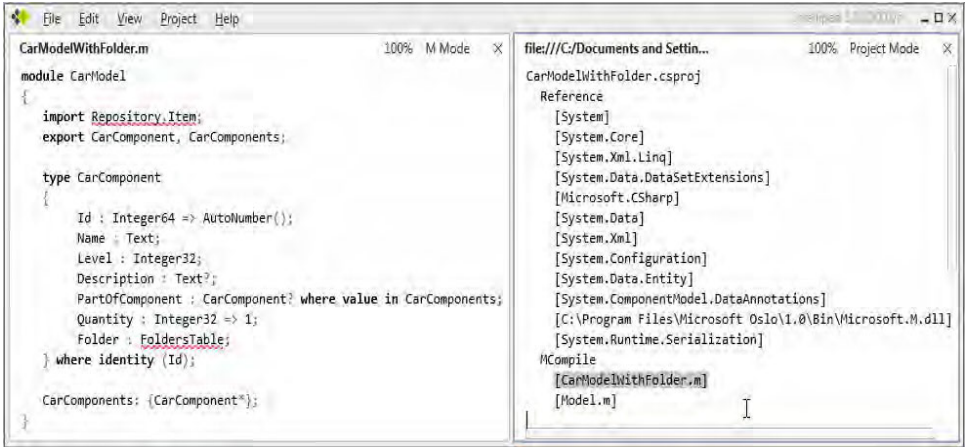 File Edit View Project Help
CarModelWithFolder.m 100% M Mode X
module CarModel
{
import Repository.Item;
export CarComponent, CarComponents;
type CarComponent
{
Id : Integer64 => AutoNumber();
Name : Text;
Level : Integer32;
Description : Text?;
PartOfComponent : CarComponent? where value in CarComponents;
Quantity : Integer32 => 1;
Folder : FoldersTable;
} where identity (Id);
CarComponents: {CarComponent*};
}
file:///C:/Documents and Settin... 100% Project Mode X
CarModelWithFolder.csproj
Reference
[System]
[System.Core]
[System.Xml.Linq]
[System.Data.DataSetExtensions]
[Microsoft.CSharp]
[System.Data]
[System.Xml]
[System.Configuration]
[System.Data.Entity]
[System.ComponentModel.DataAnnotations]
[C:\Program Files\Microsoft Oslo\1.0\Bin\Microsoft.M.dll]
[System.Runtime.Serialization]
MCompile
[CarModelWithFolder.m]
[Model.m]